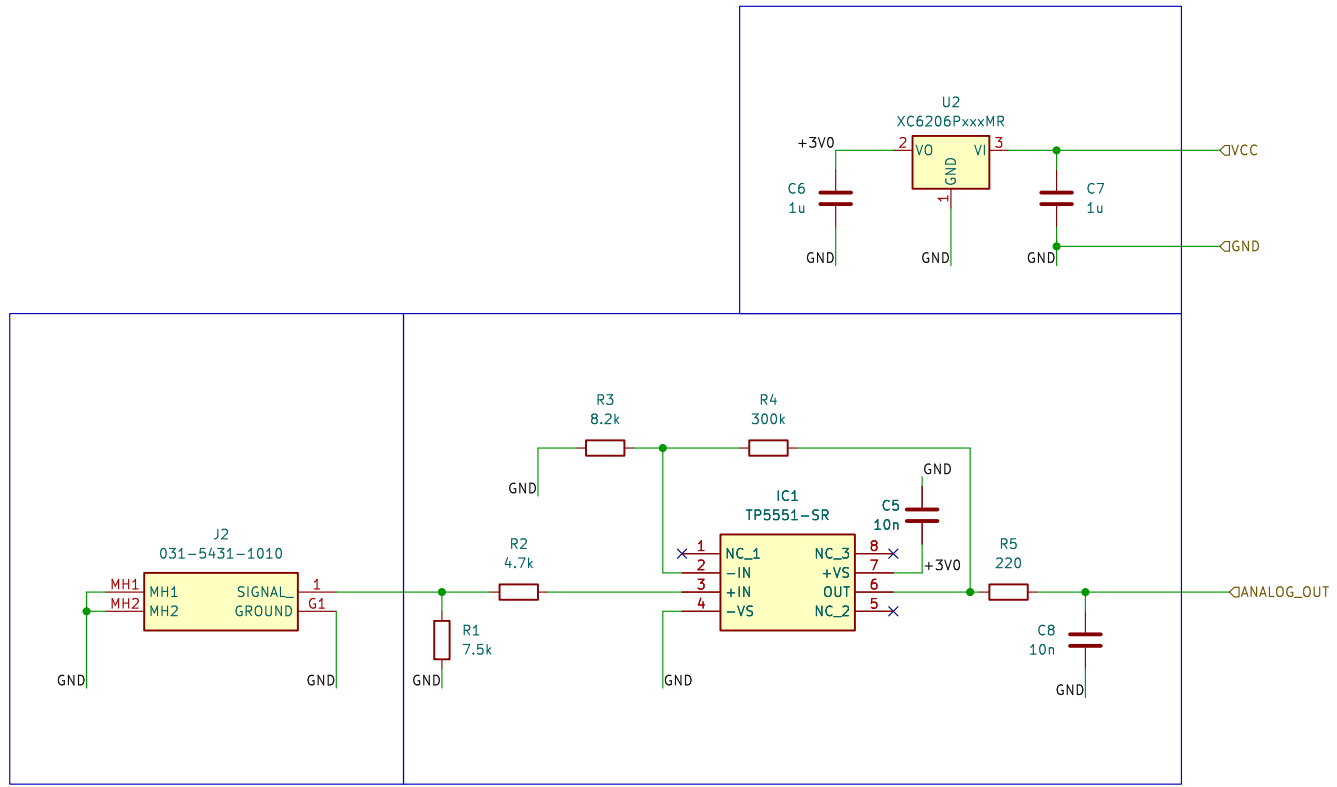 U2
XC6206PxxxMR
+3V0
2
VO
VI
3
VCC
GND
1
C6
1u
C7
1u
GND
GND
GND
GND
R3
8.2k
R4
300k
GND
GND
IC1
TP5551-SR
C5
10n
J2
031-5431-1010
R2
4.7k
1
NC_1
NC_3
8
+3V0
R5
220
2
-IN
+VS
7
MH1
MH1
SIGNAL_
1
3
+IN
OUT
6
ANALOG_OUT
MH2
MH2
GROUND
G1
4
-VS
NC_2
5
R1
7.5k
C8
10n
GND
GND
GND
GND
GND